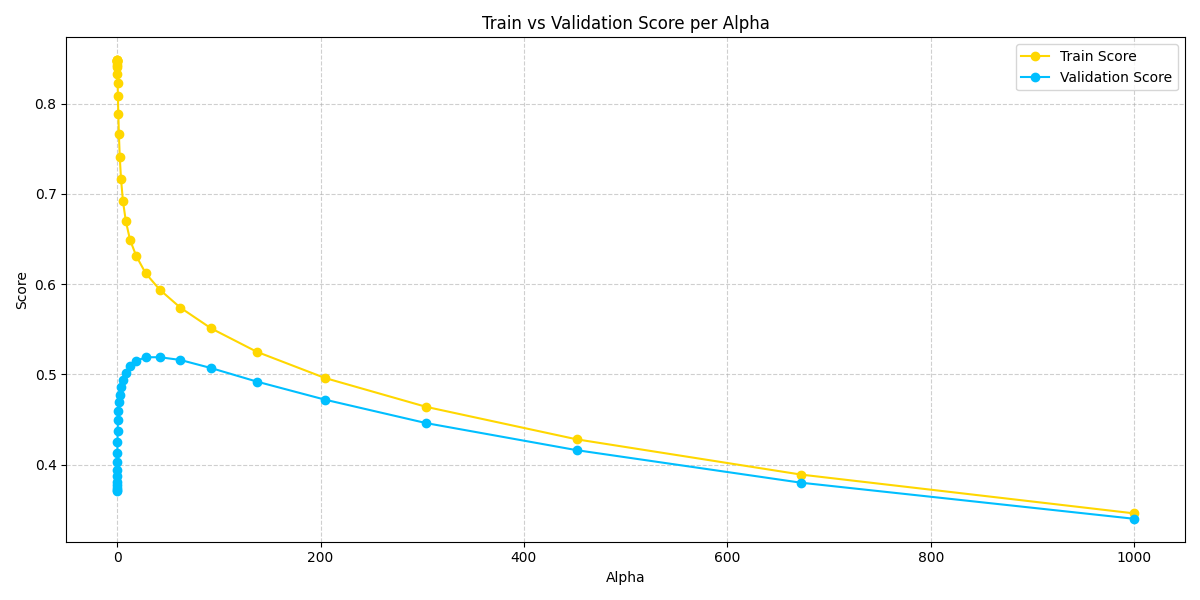 Train vs Validation Score per Alpha
Train Score
Validation Score
Score
0.8
0.7
0.6
0.5
0.4
0 200 400 600 800 1000
Alpha